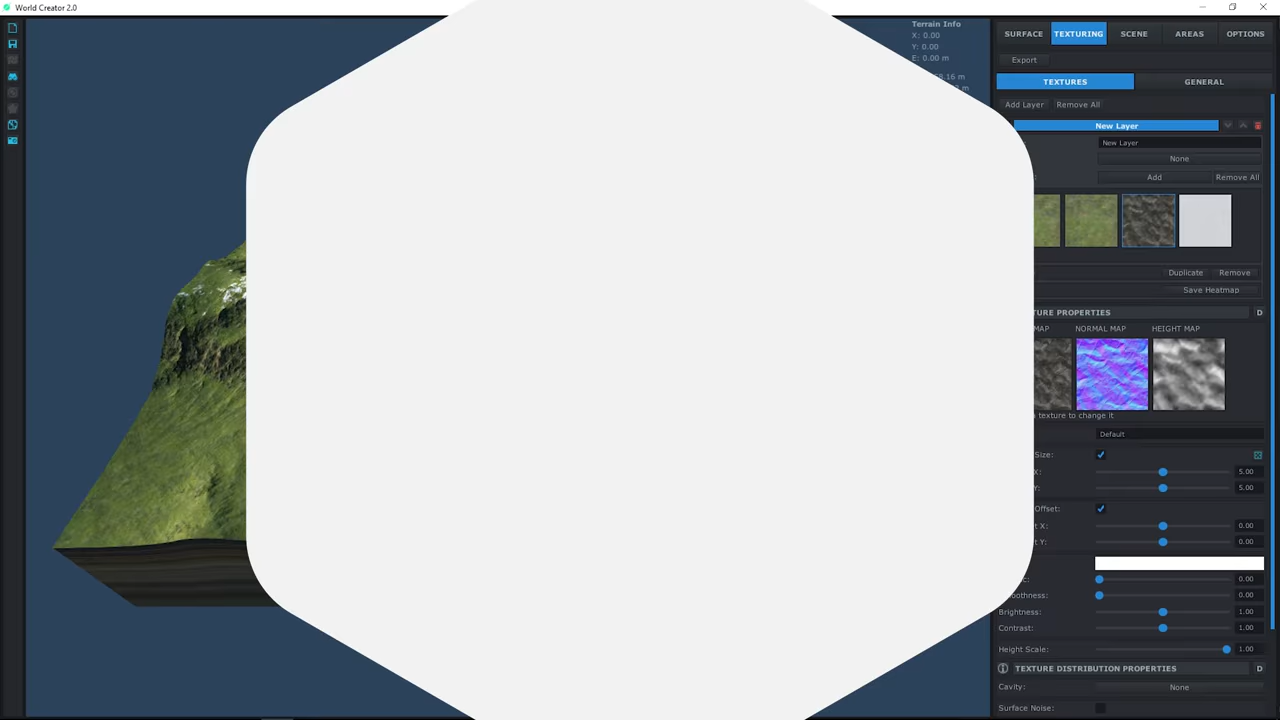 World Creator 2.0
Terrain Info
X: 0.00
Y: 0.00
E: 0.00 m
SURFACE TEXTURING SCENE AREAS OPTIONS
Export
TEXTURES GENERAL
Add Layer Remove All
New Layer
New Layer
None
Add Remove All
Duplicate Remove
Save Heatmap
TURE PROPERTIES D
MAP NORMAL MAP HEIGHT MAP
texture to change it
Default
Size:
X: 5.00
Y: 5.00
Offset:
X: 0.00
t Y: 0.00
0.00
oothness: 0.00
Brightness: 1.00
Contrast: 1.00
Height Scale: 1.00
TEXTURE DISTRIBUTION PROPERTIES D
Cavity: None
Surface Noise: